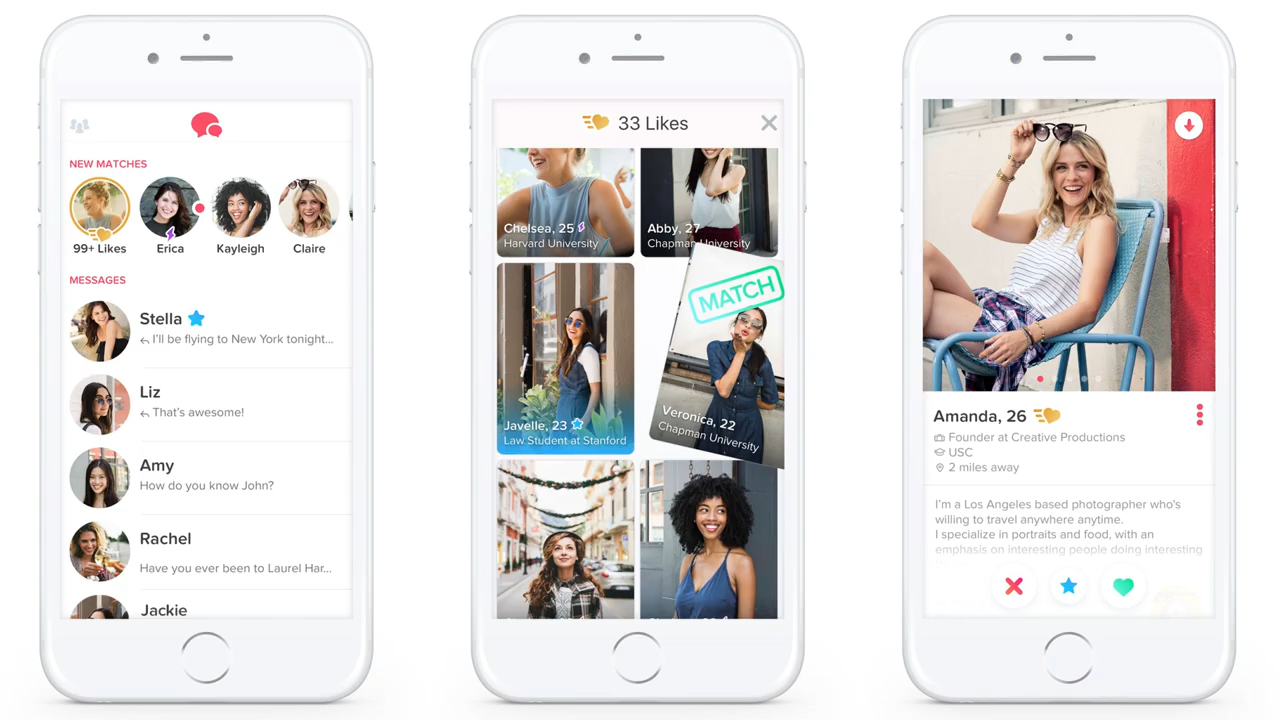 NEW MATCHES
99+ Likes
Erica
Kayleigh
Claire
MESSAGES
Stella
I'll be flying to New York tonight...
Liz
That's awesome!
Amy
How do you know John?
Rachel
Have you ever been to Laurel Har...
Jackie
33 Likes
Chelsea, 25
Harvard University
Abby, 27
Chapman University
MATCH
Javelle, 23
Law Student at Stanford
Veronica, 22
Chapman University
Amanda, 26
Founder at Creative Productions
USC
2 miles away
I'm a Los Angeles based photographer who's
willing to travel anywhere anytime.
I specialize in portraits and food, with an
emphasis on interesting people doing interesting